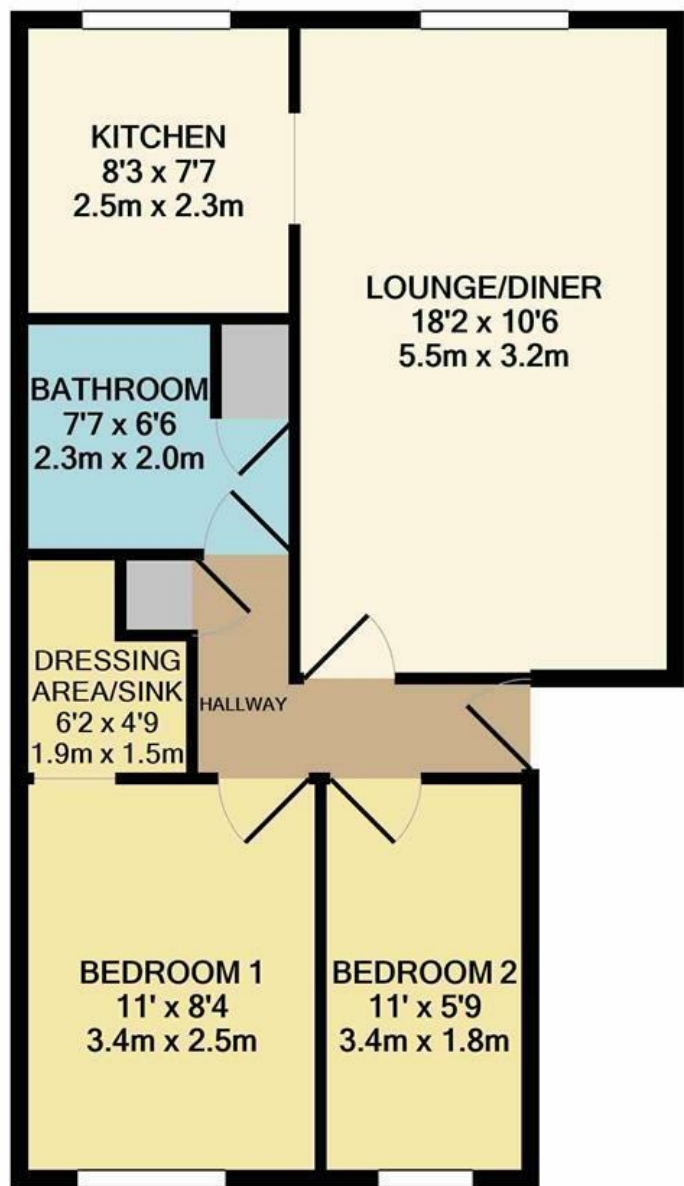 KITCHEN
8'3 x 7'7
2.5m x 2.3m
LOUNGE/DINER
18'2 x 10'6
5.5m x 3.2m
BATHROOM
7'7 x 6'6
2.3m x 2.0m
DRESSING
AREA/SINK
6'2 x 4'9
1.9m x 1.5m
HALLWAY
BEDROOM 1
11' x 8'4
3.4m x 2.5m
BEDROOM 2
11' x 5'9
3.4m x 1.8m